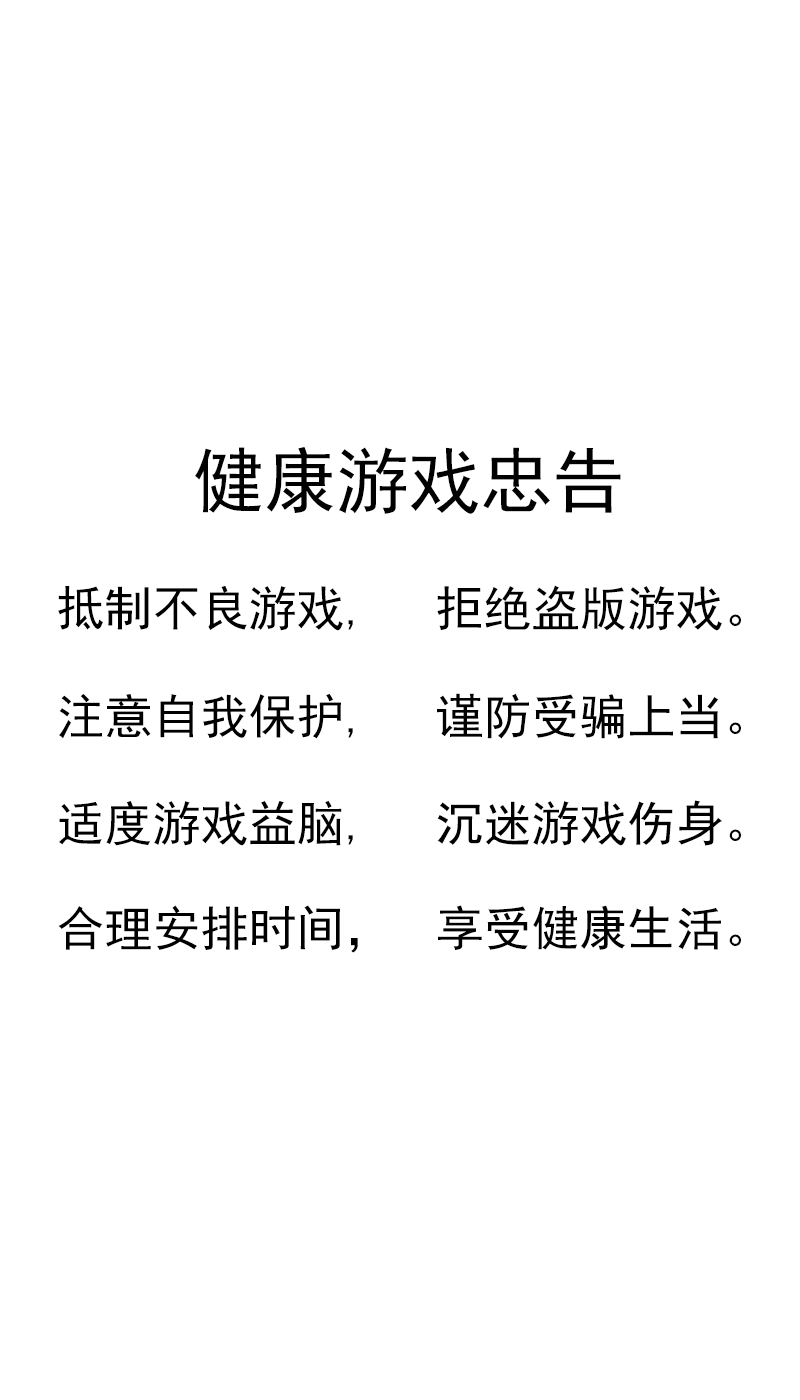 健康游戏忠告
抵制不良游戏, 拒绝盗版游戏。
注意自我保护, 谨防受骗上当。
适度游戏益脑, 沉迷游戏伤身。
合理安排时间， 享受健康生活。